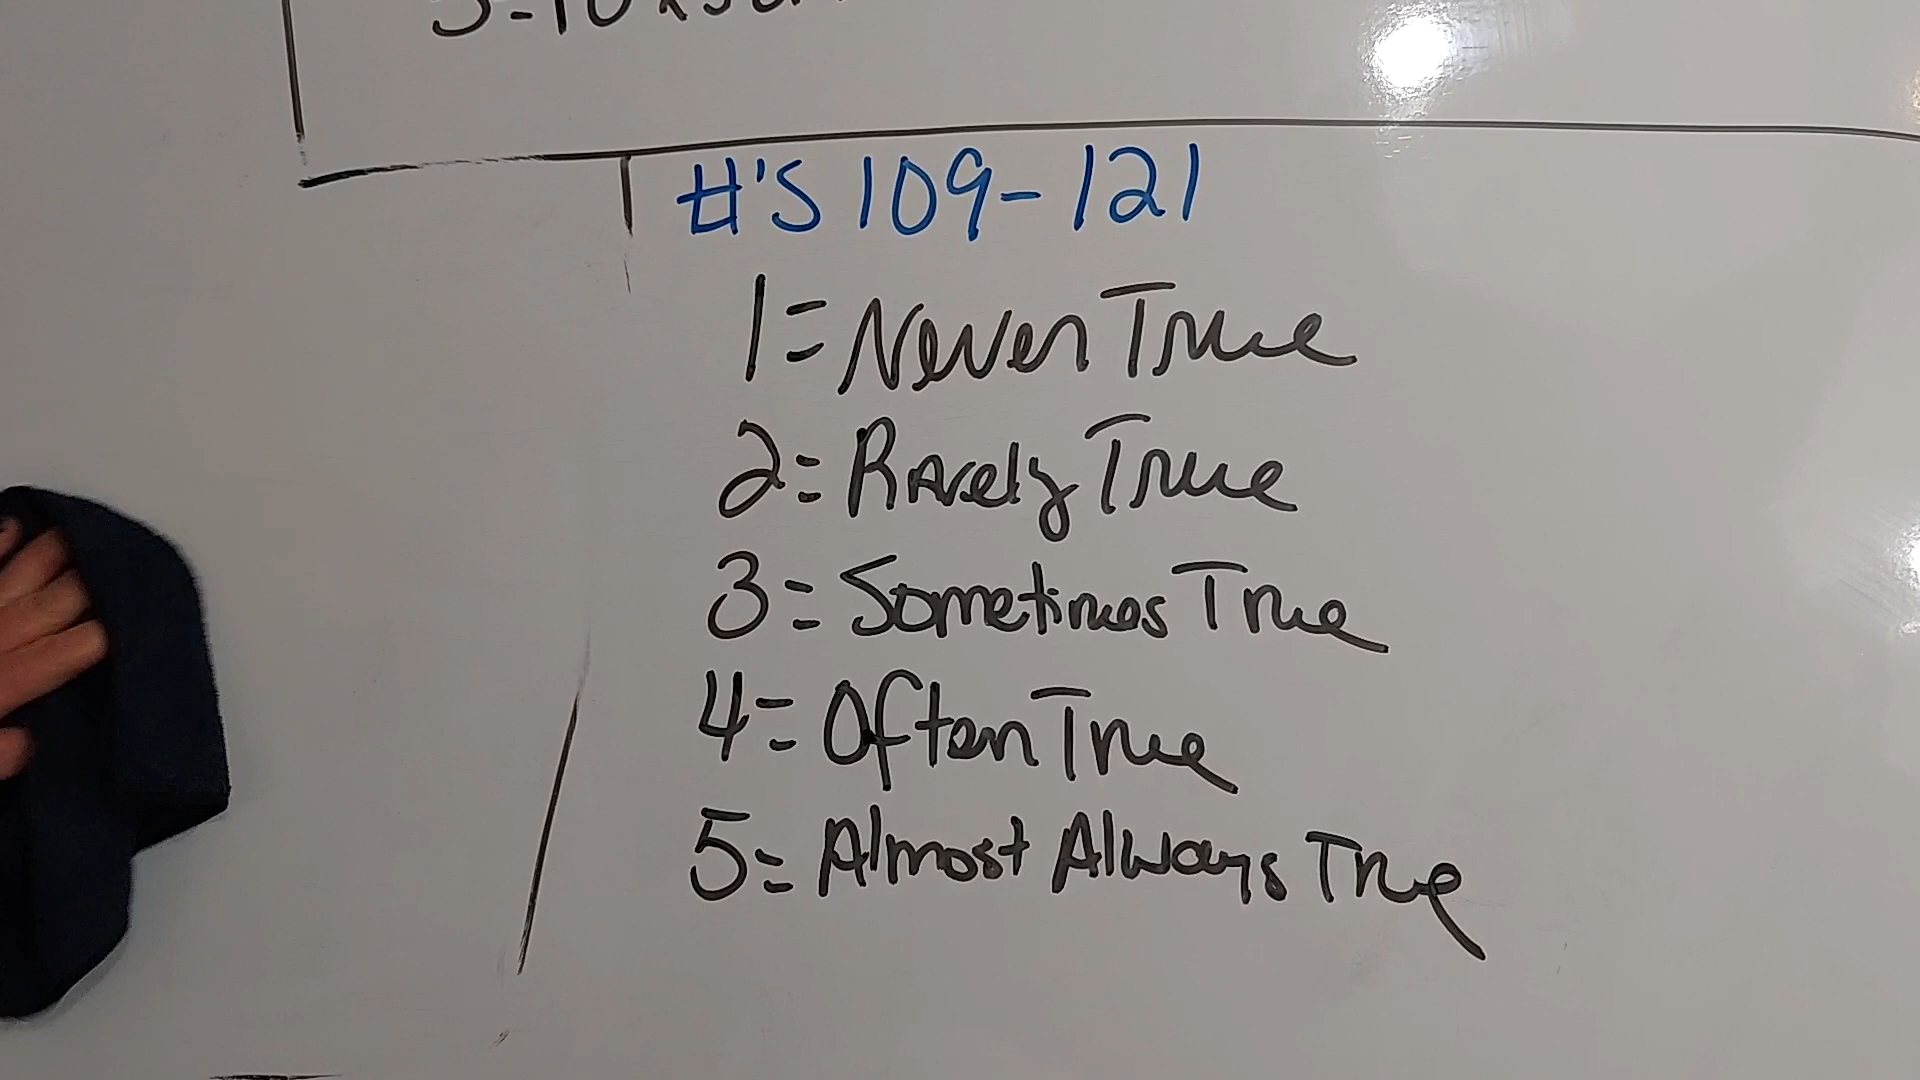 #'S 109-121
1=Never True
2=Rarely True
3=Sometimes True
4=Often True
5=Almost Always True